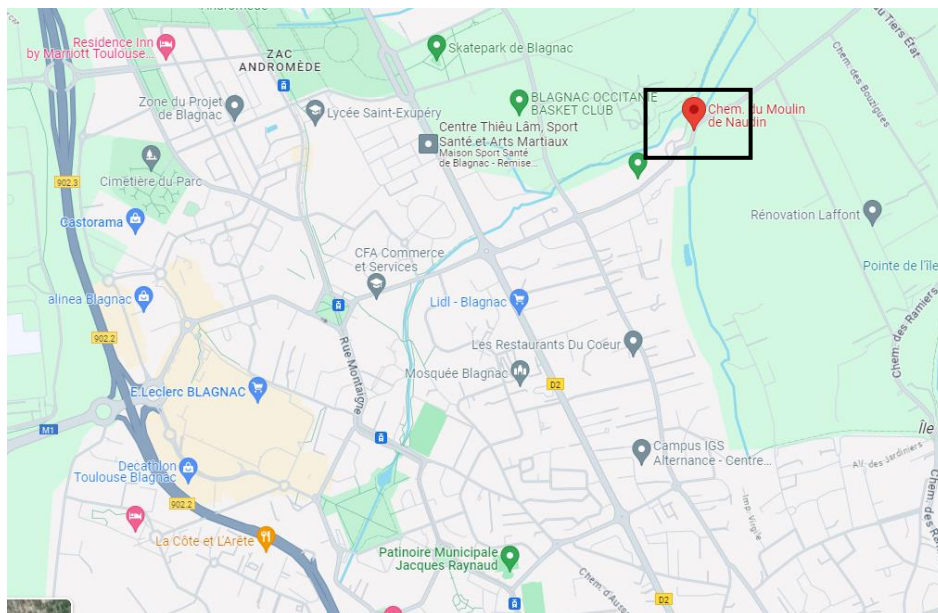 Andromède
Residence Inn
by Marriott Toulouse...
ZAC
ANDROMÈDE
Skatepark de Blagnac
Zone du Projet
de Blagnac
Lycée Saint-Exupéry
BLAGNAC OCCITANIE
BASKET CLUB
Centre Thiêu Lâm, Sport
Santé et Arts Martiaux
Maison Sport Santé
de Blagnac - Remise...
Chem. du Moulin
de Naudin
du Tiers État
Chem. des Bouzigues
902.3
Cimetière du Parc
Castorama
Rénovation Laffont
CFA Commerce
et Services
Pointe de l'île
alinea Blagnac
Lidl - Blagnac
902.2
Rue Montaigne
Les Restaurants Du Coeur
Mosquée Blagnac
Chem. des Ramiers
D2
E.Leclerc BLAGNAC
M1
Île
Campus IGS
Alternance - Centre...
All. des Jardiniers
Decathlon
Toulouse Blagnac
902.2
Imp. Virgile
La Côte et L'Arête
Patinoire Municipale
Jacques Raynaud
D2